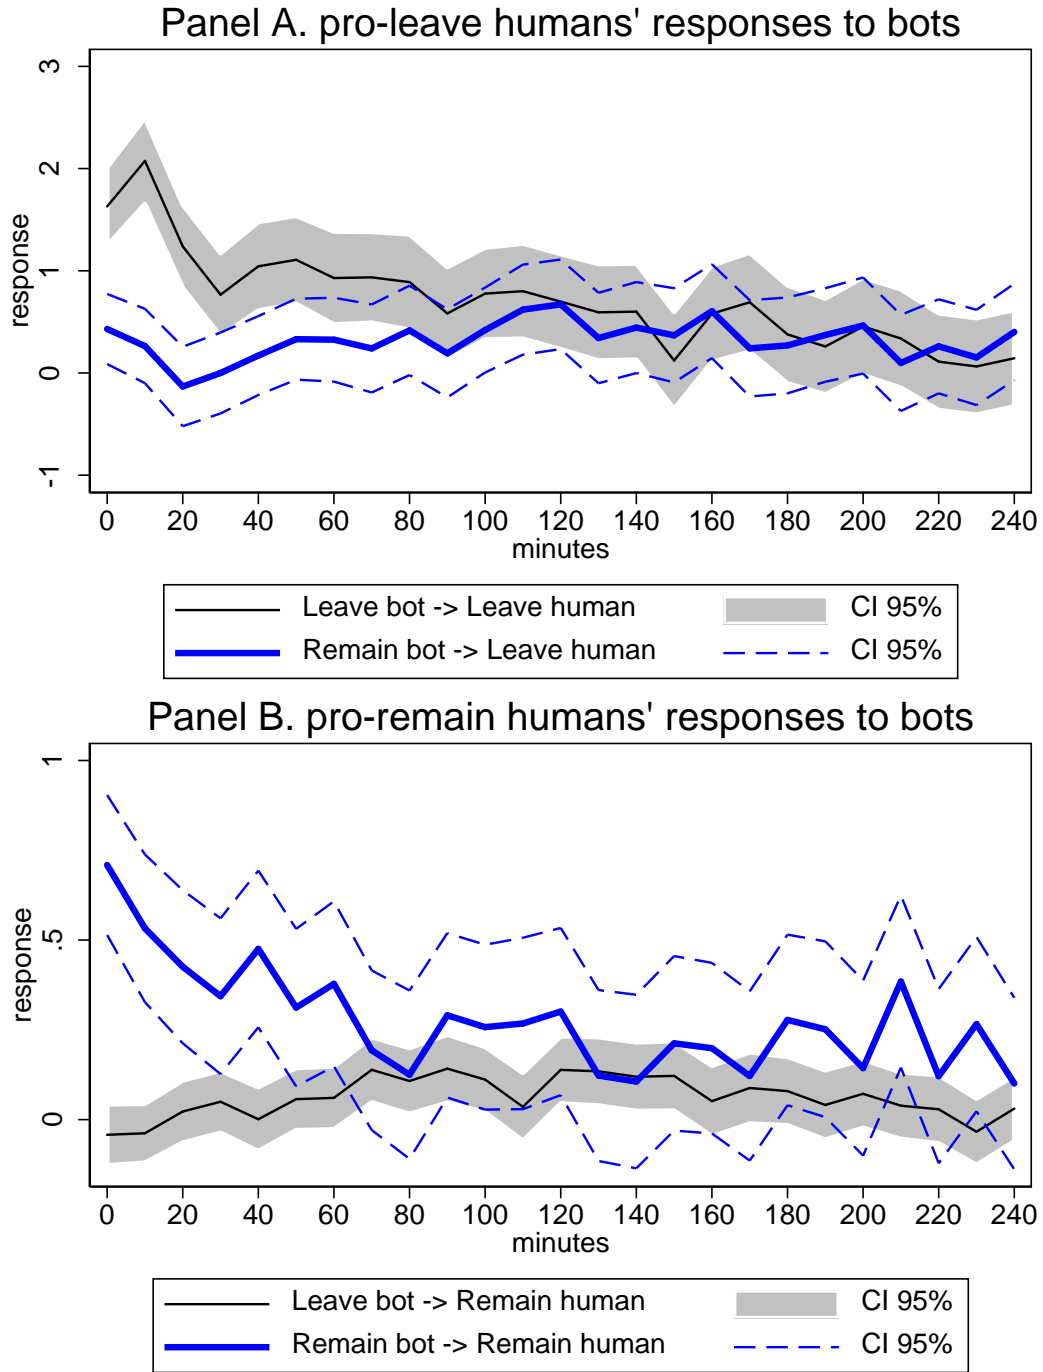 Panel A. pro-leave humans' responses to bots
3
2
1
0
-1
response
0 20 40 60 80 100 120 140 160 180 200 220 240
minutes
Leave bot -> Leave human CI 95%
Remain bot -> Leave human CI 95%
Panel B. pro-remain humans' responses to bots
1
.5
0
response
0 20 40 60 80 100 120 140 160 180 200 220 240
minutes
Leave bot -> Remain human CI 95%
Remain bot -> Remain human CI 95%